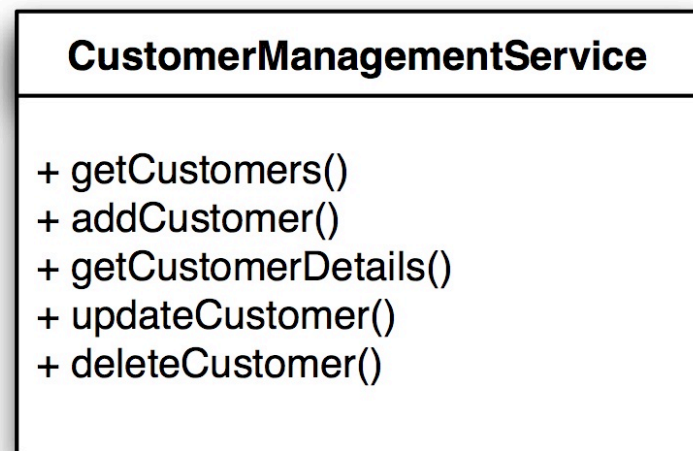 CustomerManagementService
+ getCustomers()
+ addCustomer()
+ getCustomerDetails()
+ updateCustomer()
+ deleteCustomer()